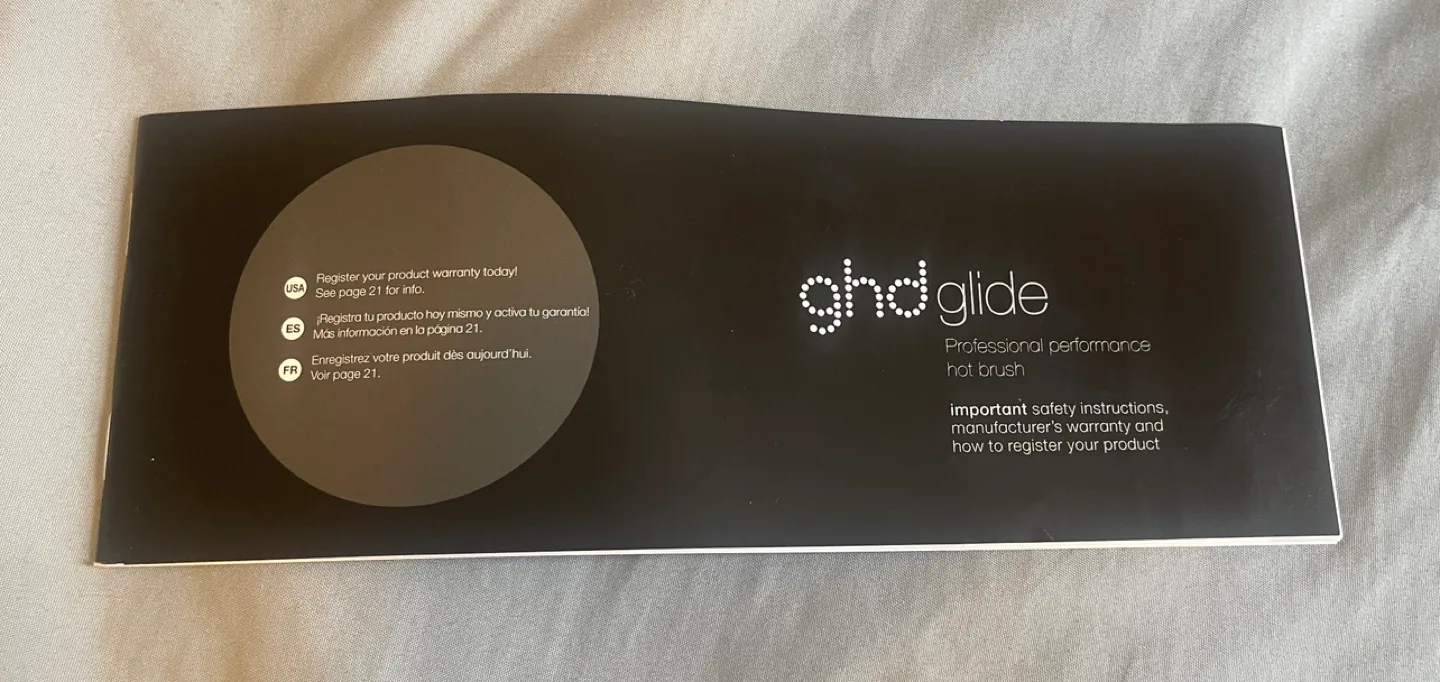 USA
Register your product warranty today!
See page 21 for info.
ES
¡Registra tu producto hoy mismo y activa tu garantía!
Más información en la página 21.
FR
Enregistrez votre produit dès aujourd'hui.
Voir page 21.
ghd glide
Professional performance
hot brush
important safety instructions,
manufacturer's warranty and
how to register your product